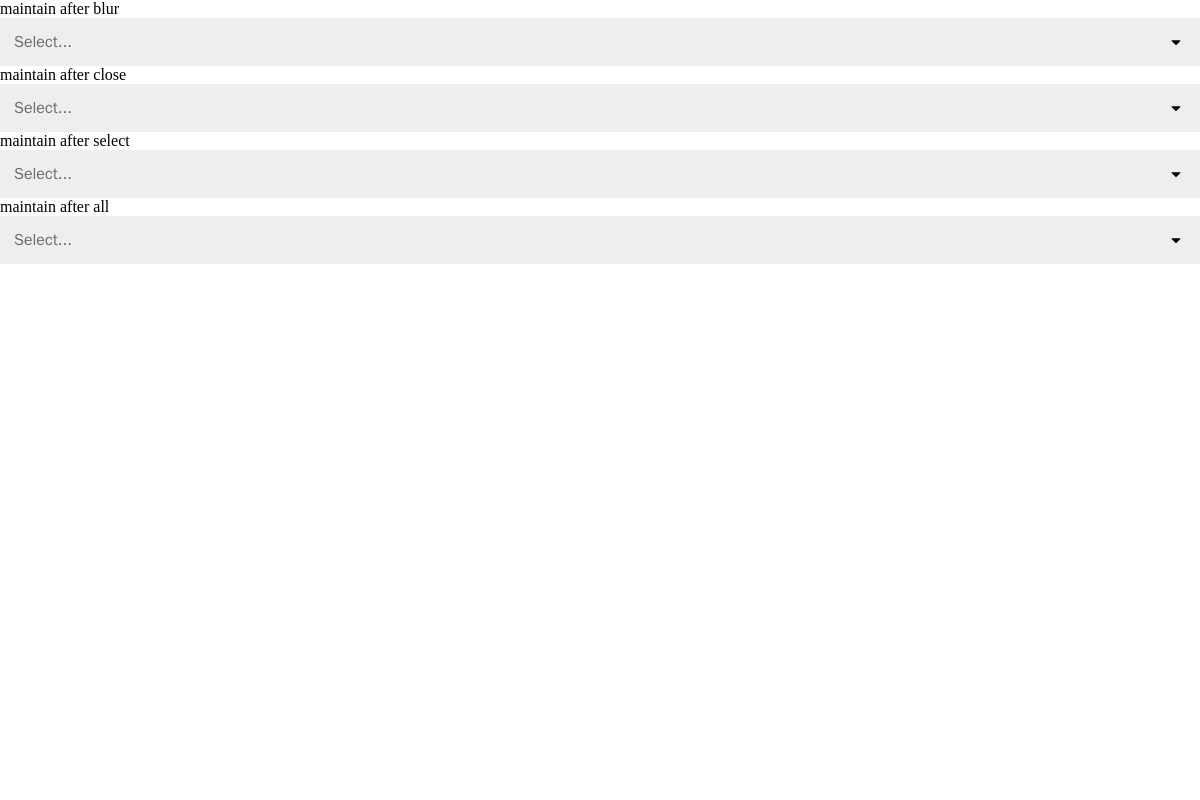 maintain after blur
Select...
maintain after close
Select...
maintain after select
Select...
maintain after all
Select...